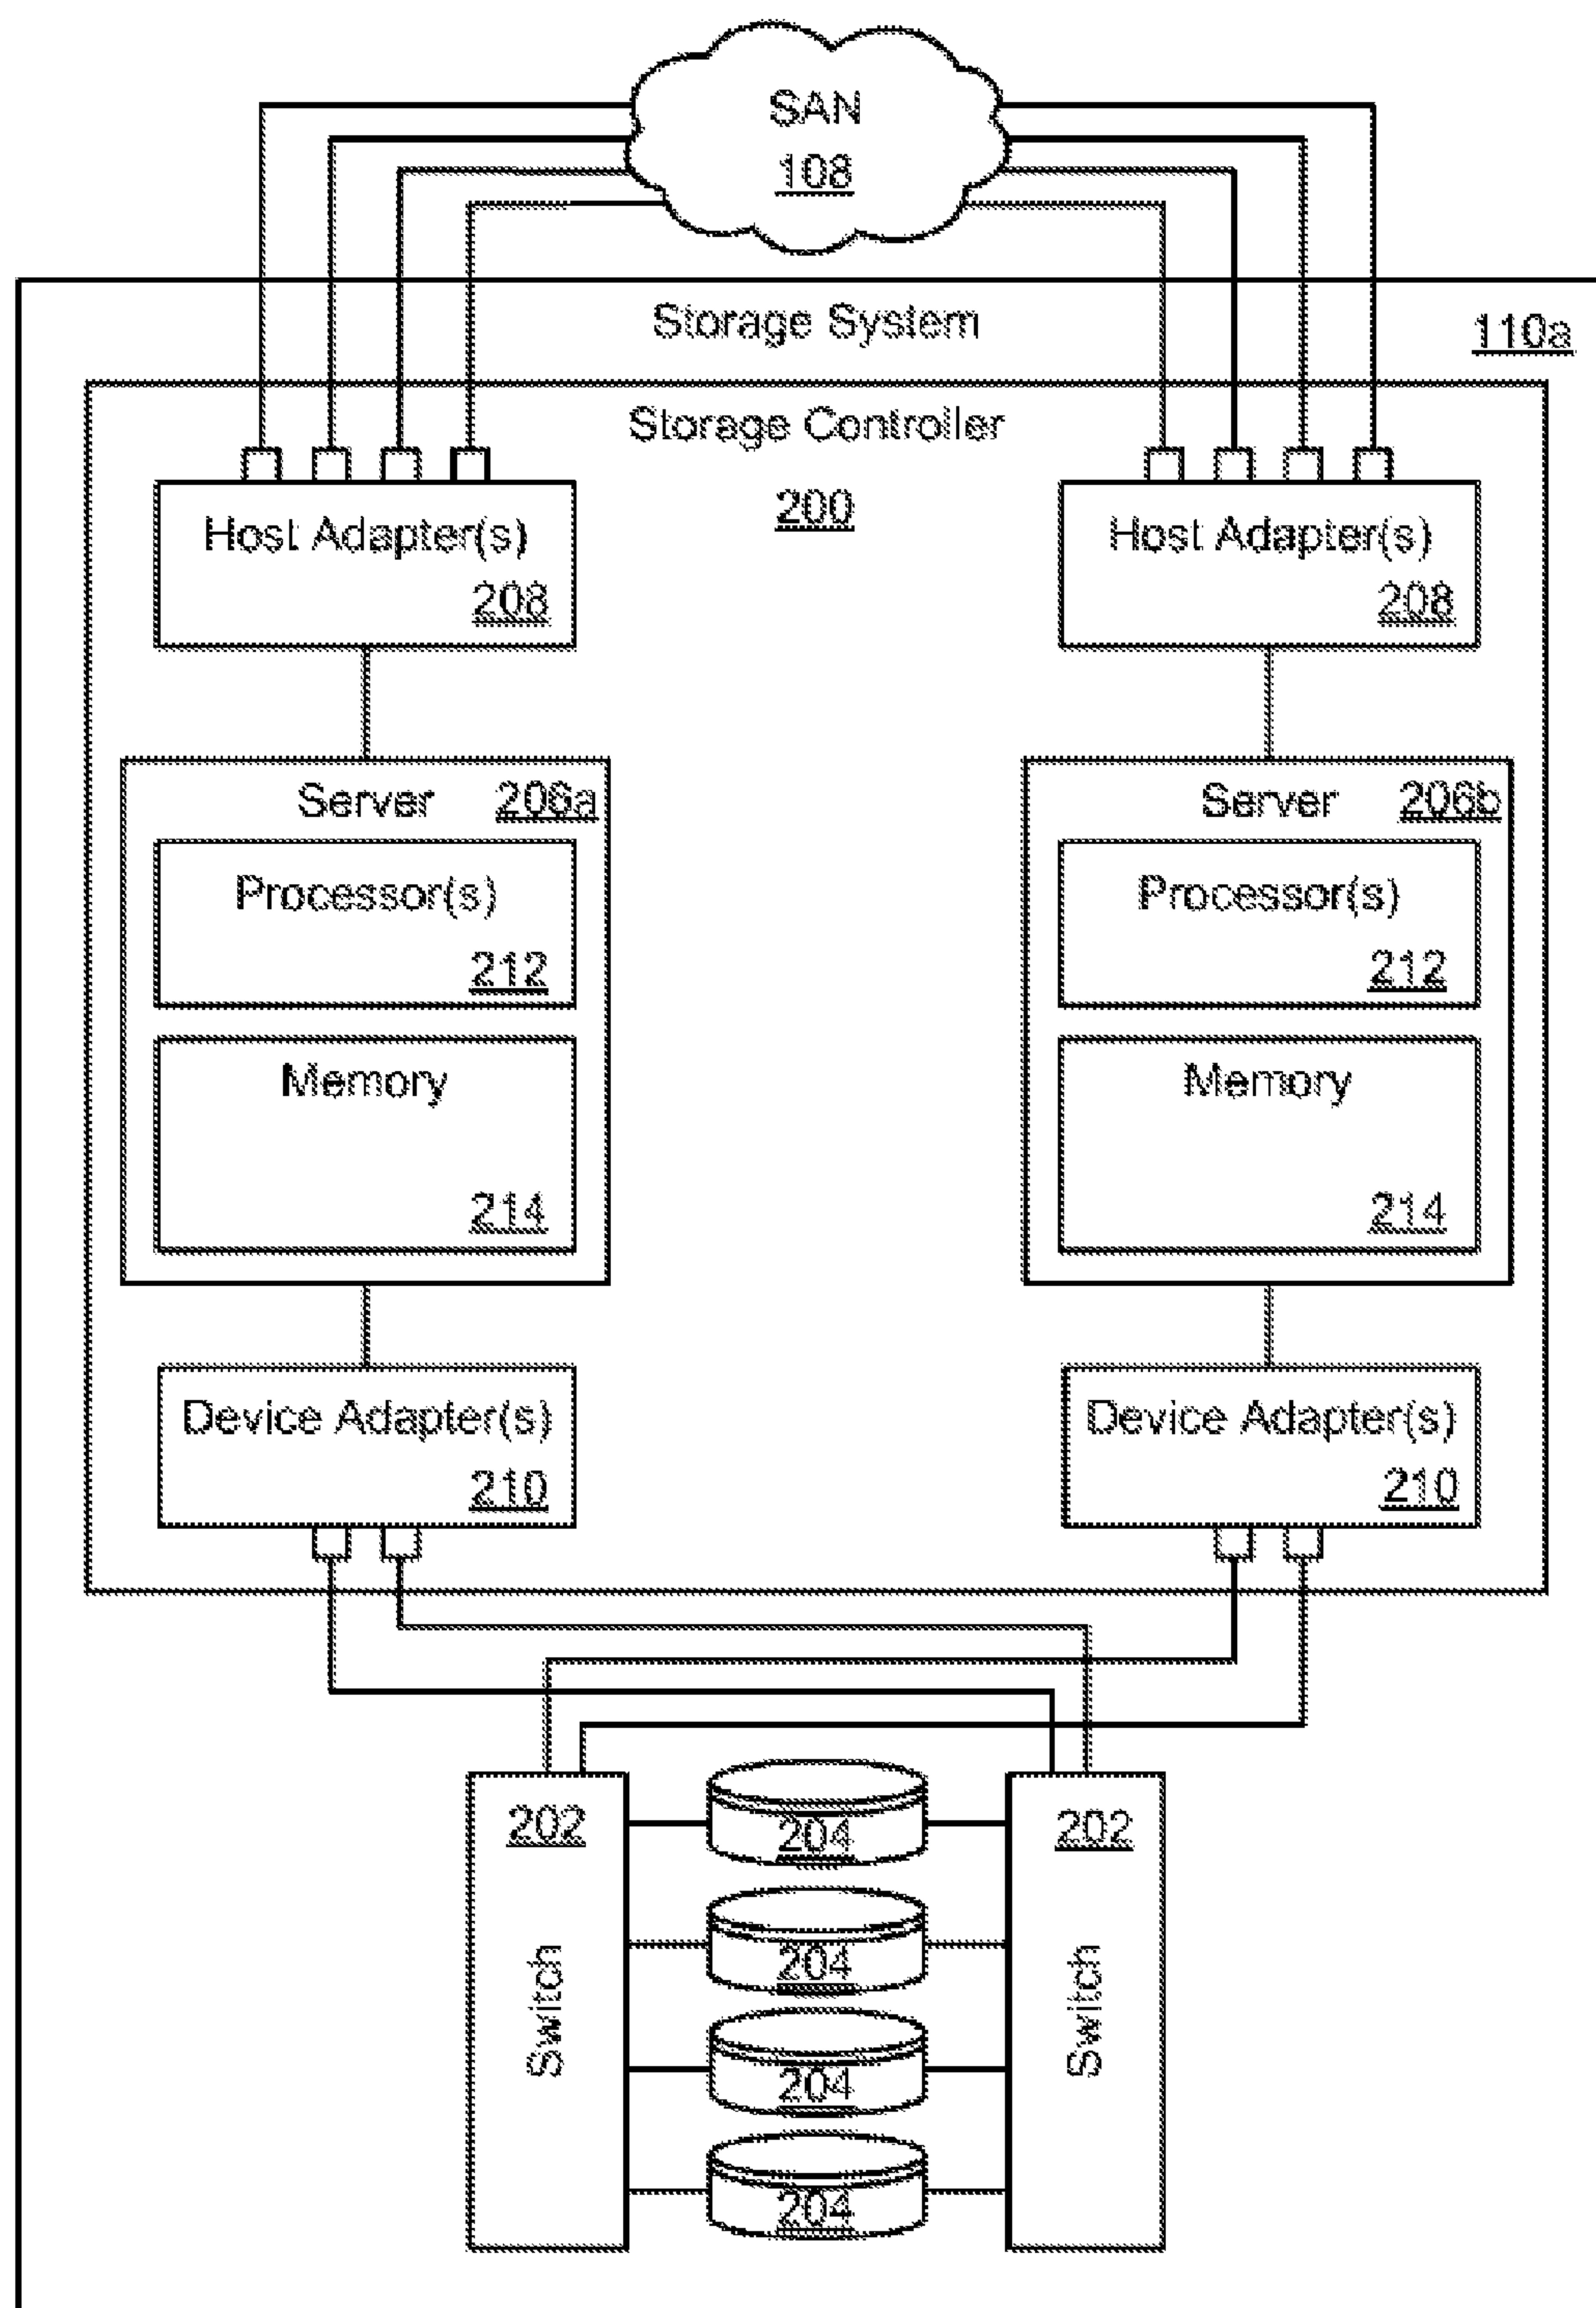 SAN
108
Storage System
110a
Storage Controller
200
Host Adapter(s)
208
Host Adapter(s)
208
Server 206a
Processor(s)
212
Memory
214
Server 206b
Processor(s)
212
Memory
214
Device Adapter(s)
210
Device Adapter(s)
210
202
Switch
204
204
204
204
202
Switch